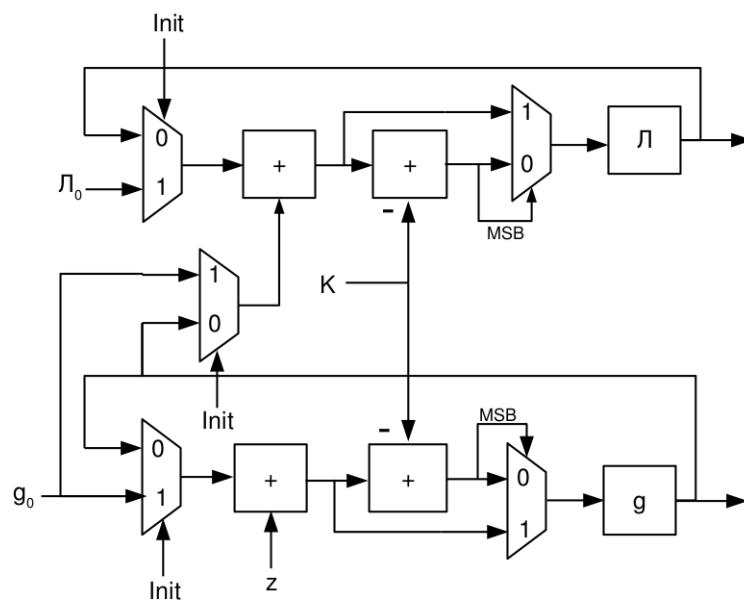 Init
0
1
Л₀
+
+
-
1
0
MSB
Л
1
0
K
Init
-
MSB
0
1
g₀
+
+
0
1
g
Init
z